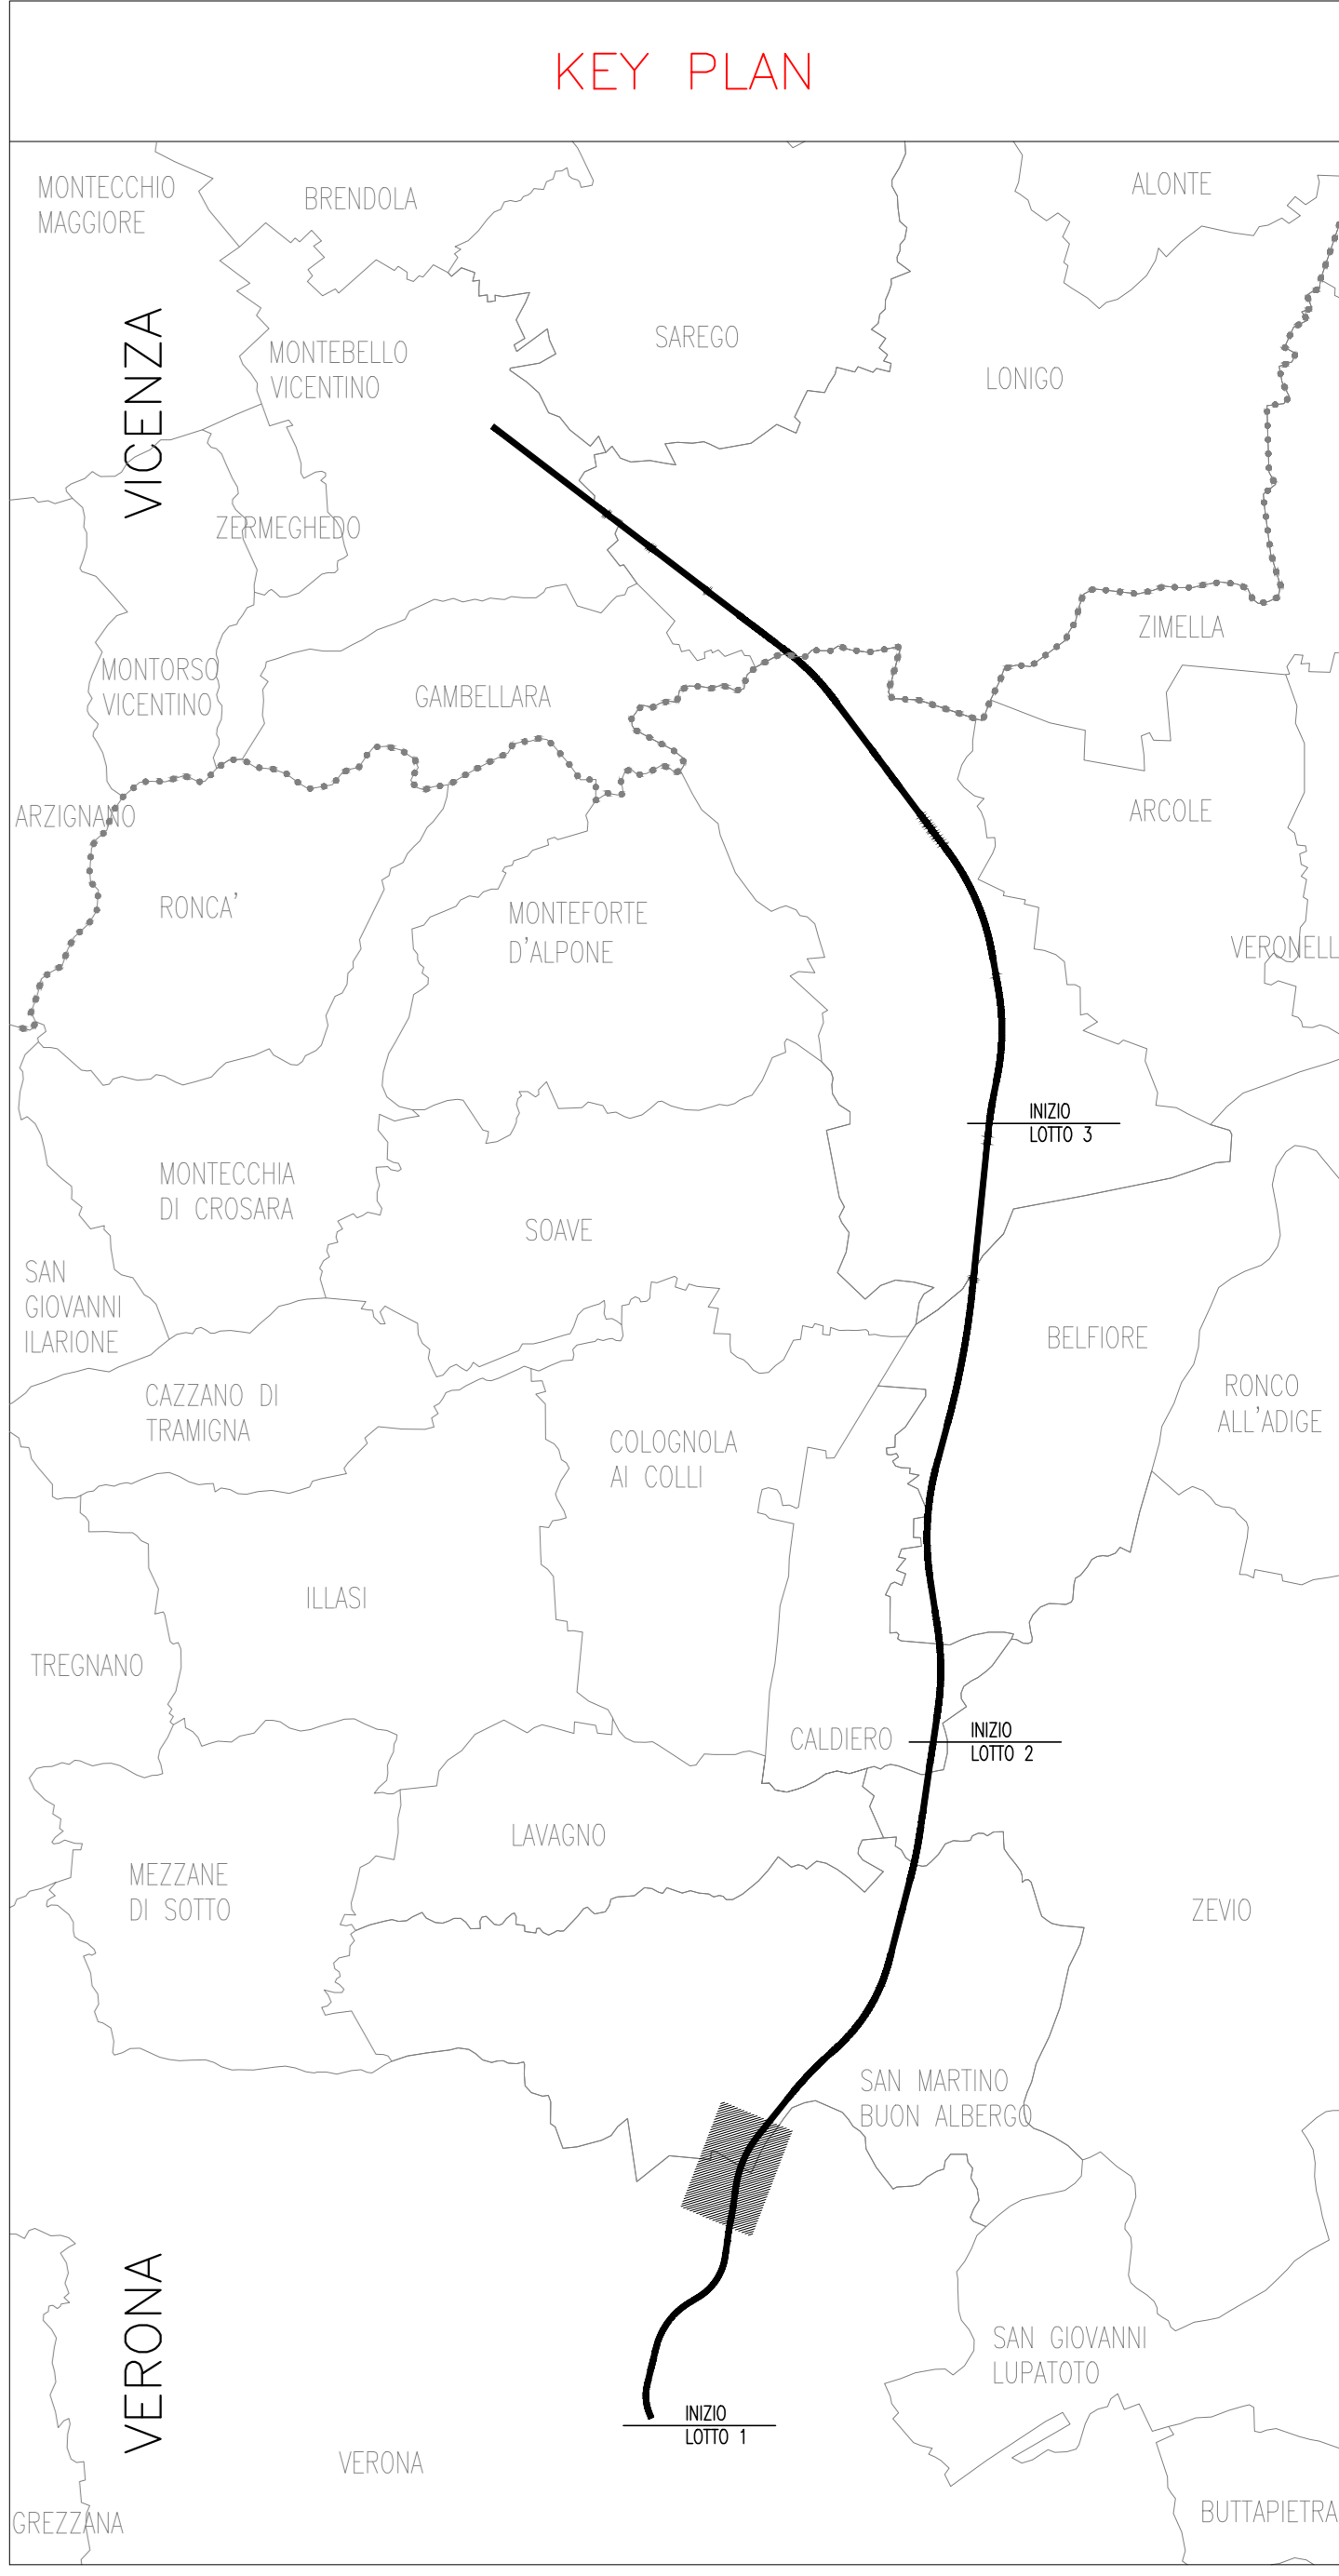 KEY PLAN
MONTECCHIO
MAGGIORE
BRENDOLA
ALONTE
VICENZA
SAREGO
MONTEBELLO
VICENTINO
LONIGO
ZERMEGHEDO
ZIMELLA
MONTORSO
VICENTINO
GAMBELLARA
ARZIGNANO
ARCOLE
RONCA'
MONTEFORTE
D'ALPONE
VERONELL
INIZIO
LOTTO 3
MONTECCHIA
DI CROSARA
SOAVE
SAN
GIOVANNI
ILARIONE
BELFIORE
CAZZANO DI
TRAMIGNA
RONCO
ALL'ADIGE
COLOGNOLA
AI COLLI
ILLASI
TREGNANO
CALDIERO
INIZIO
LOTTO 2
LAVAGNO
MEZZANE
DI SOTTO
ZEVIO
SAN MARTINO
BUON ALBERGO
VERONA
SAN GIOVANNI
LUPATOTO
INIZIO
LOTTO 1
VERONA
GREZZANA
BUTTAPIETRA